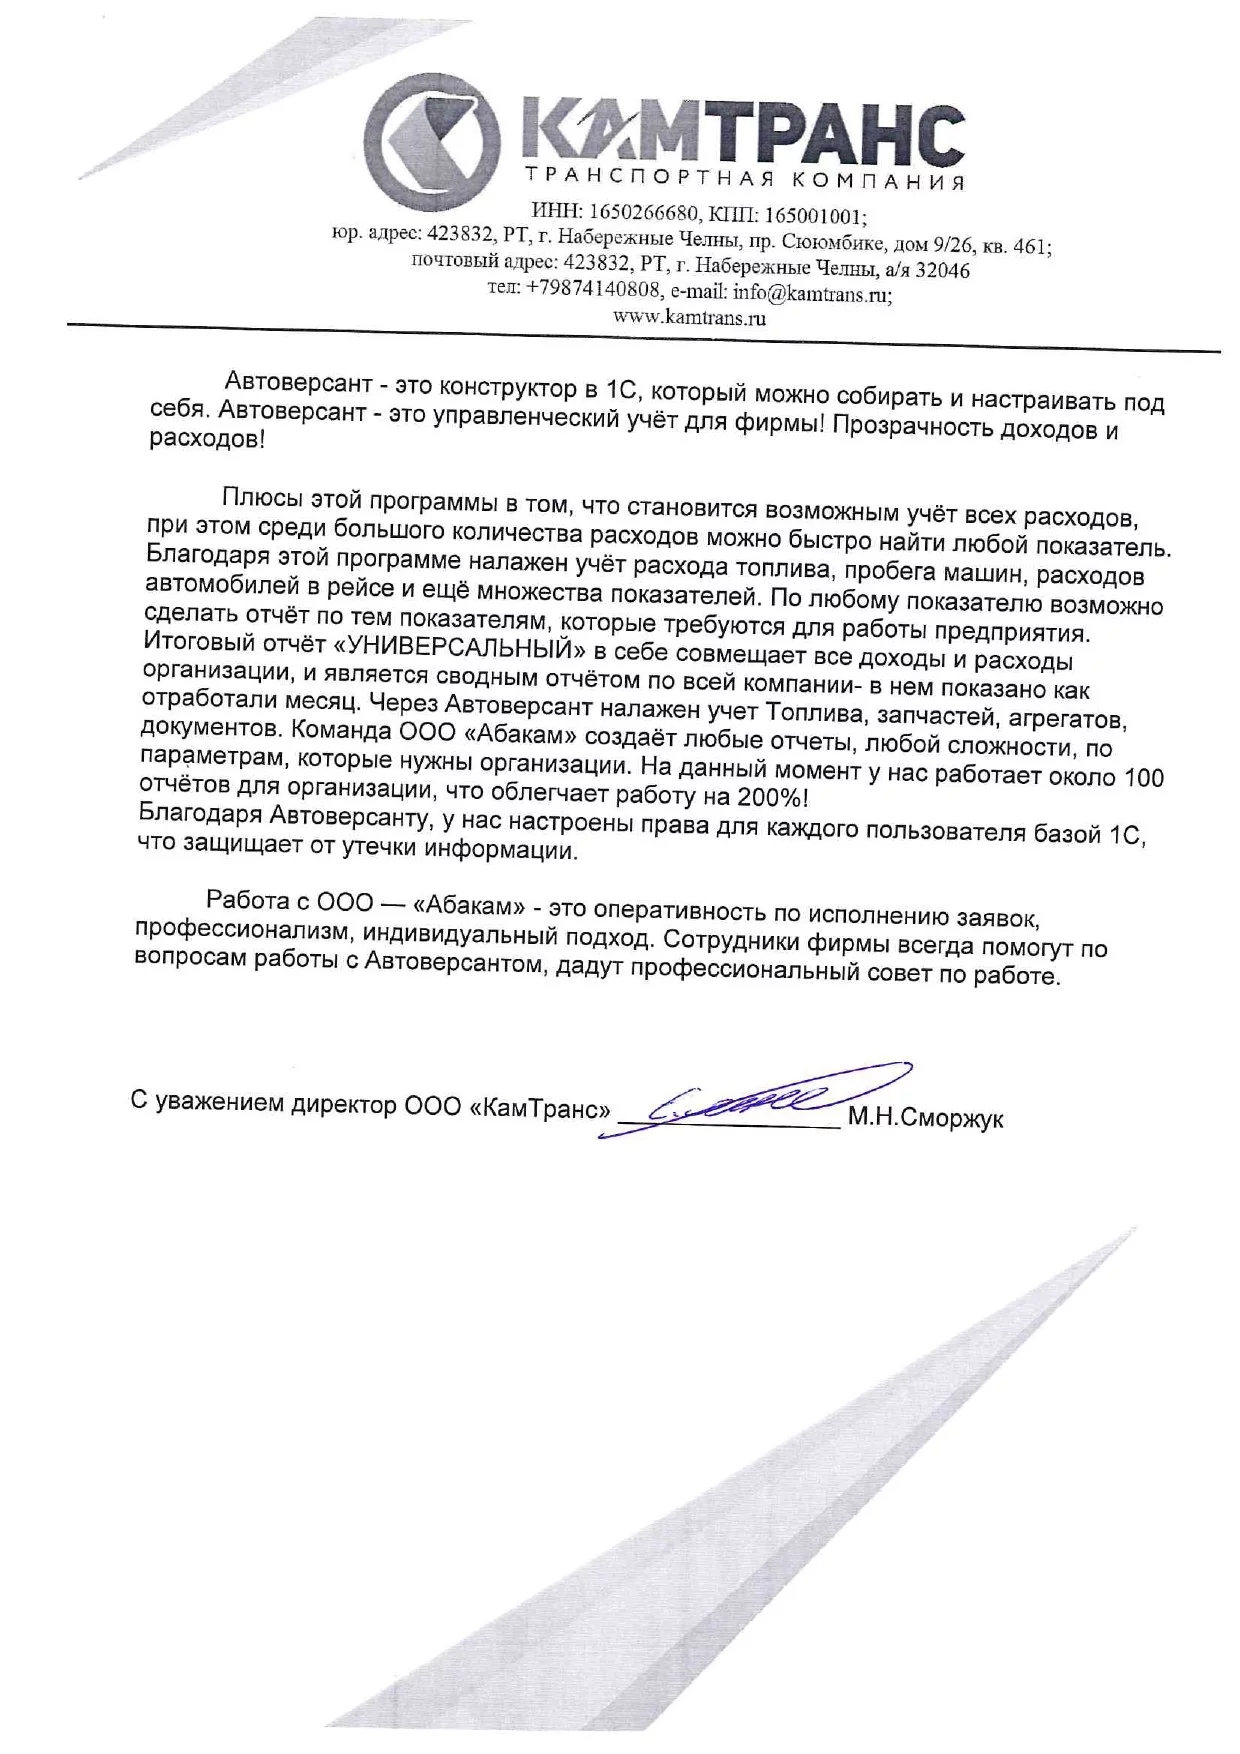 КАМТРАНС
ТРАНСПОРТНАЯ КОМПАНИЯ
ИНН: 1650266680, КПП: 165001001;
юр. адрес: 423832, РТ, г. Набережные Челны, пр. Сююмбике, дом 9/26, кв. 461;
почтовый адрес: 423832, РТ, г. Набережные Челны, а/я 32046
тел: +79874140808, e-mail: info@kamtrans.ru;
www.kamtrans.ru
Автоверсант - это конструктор в 1С, который можно собирать и настраивать под
себя. Автоверсант - это управленческий учёт для фирмы! Прозрачность доходов и
расходов!
Плюсы этой программы в том, что становится возможным учёт всех расходов,
при этом среди большого количества расходов можно быстро найти любой показатель.
Благодаря этой программе налажен учёт расхода топлива, пробега машин, расходов
автомобилей в рейсе и ещё множества показателей. По любому показателю возможно
сделать отчёт по тем показателям, которые требуются для работы предприятия.
Итоговый отчёт «УНИВЕРСАЛЬНЫЙ» в себе совмещает все доходы и расходы
организации, и является сводным отчётом по всей компании- в нем показано как
отработали месяц. Через Автоверсант налажен учет Топлива, запчастей, агрегатов,
документов. Команда ООО «Абакам» создаёт любые отчеты, любой сложности, по
параметрам, которые нужны организации. На данный момент у нас работает около 100
отчётов для организации, что облегчает работу на 200%!
Благодаря Автоверсанту, у нас настроены права для каждого пользователя базой 1С,
что защищает от утечки информации.
Работа с ООО — «Абакам» - это оперативность по исполнению заявок,
профессионализм, индивидуальный подход. Сотрудники фирмы всегда помогут по
вопросам работы с Автоверсантом, дадут профессиональный совет по работе.
С уважением директор ООО «КамТранс» М.Н.Сморжук